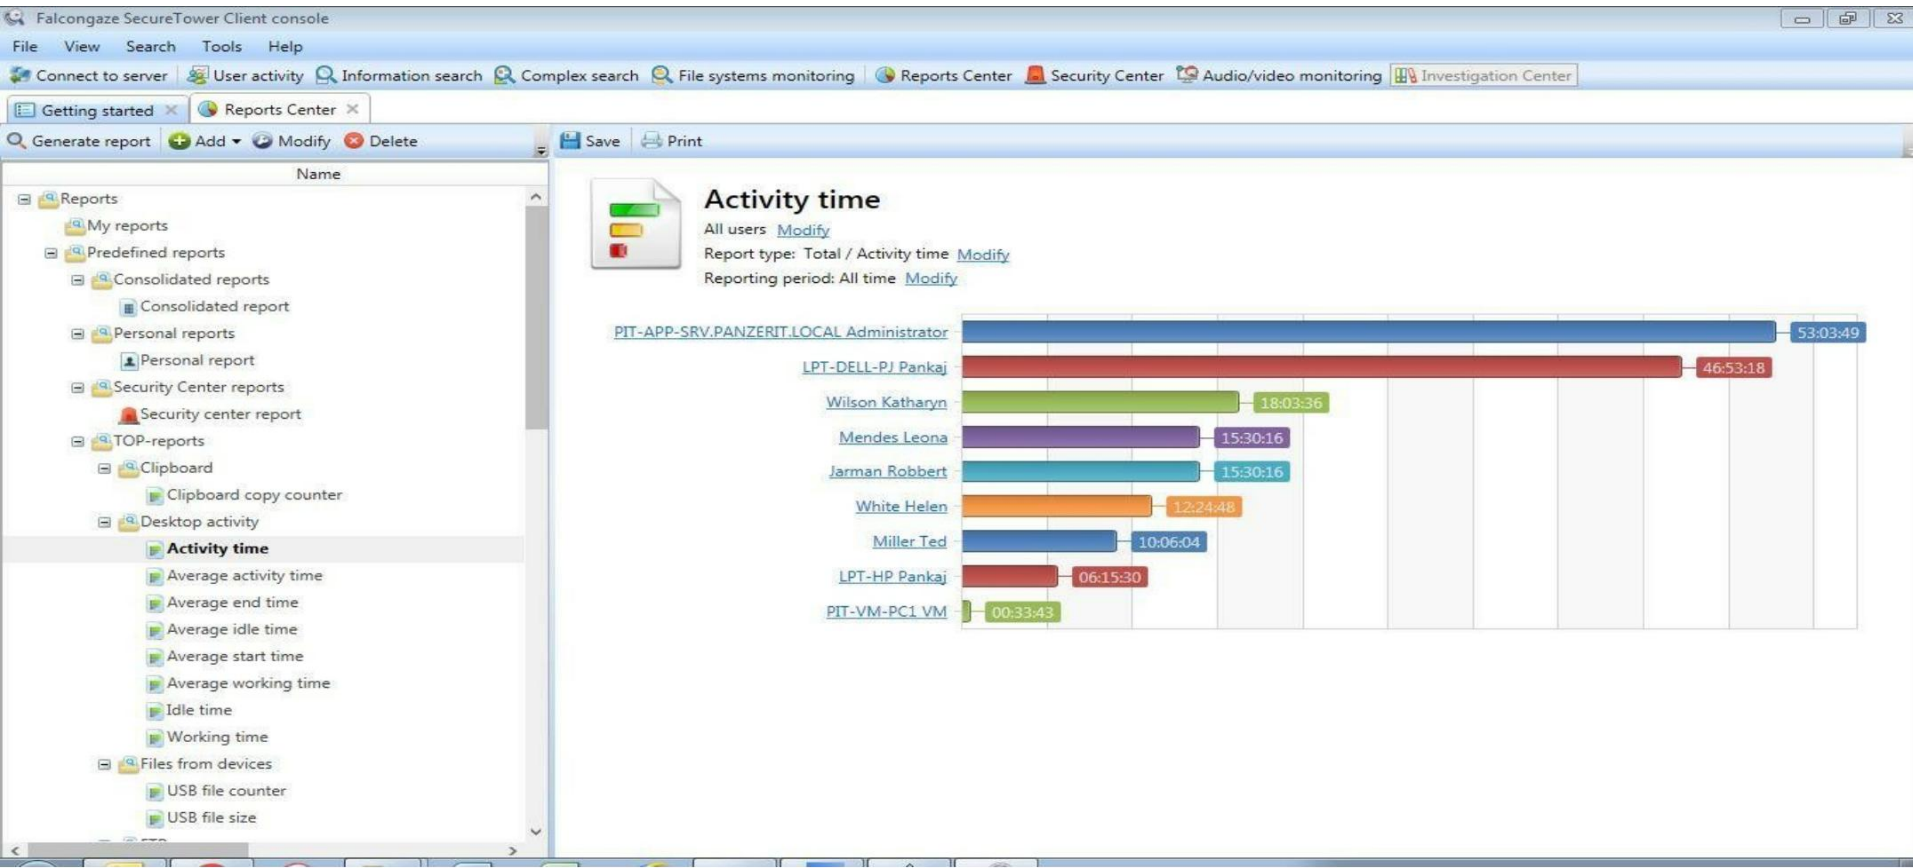 Falcongaze SecureTower Client console
File View Search Tools Help
Connect to server User activity Information search Complex search File systems monitoring Reports Center Security Center Audio/video monitoring Investigation Center
Getting started Reports Center
Generate report Add Modify Delete Save Print
Name
Reports
My reports
Predefined reports
Consolidated reports
Consolidated report
Personal reports
Personal report
Security Center reports
Security center report
TOP-reports
Clipboard
Clipboard copy counter
Desktop activity
Activity time
Average activity time
Average end time
Average idle time
Average start time
Average working time
Idle time
Working time
Files from devices
USB file counter
USB file size
Activity time
All users Modify
Report type: Total / Activity time Modify
Reporting period: All time Modify
PIT-APP-SRV.PANZERIT.LOCAL Administrator 53:03:49
LPT-DELL-PJ Pankaj 46:53:18
Wilson Katharyn 18:03:36
Mendes Leona 15:30:16
Jarman Robbert 15:30:16
White Helen 12:24:48
Miller Ted 10:06:04
LPT-HP Pankaj 06:15:30
PIT-VM-PC1 VM 00:33:43